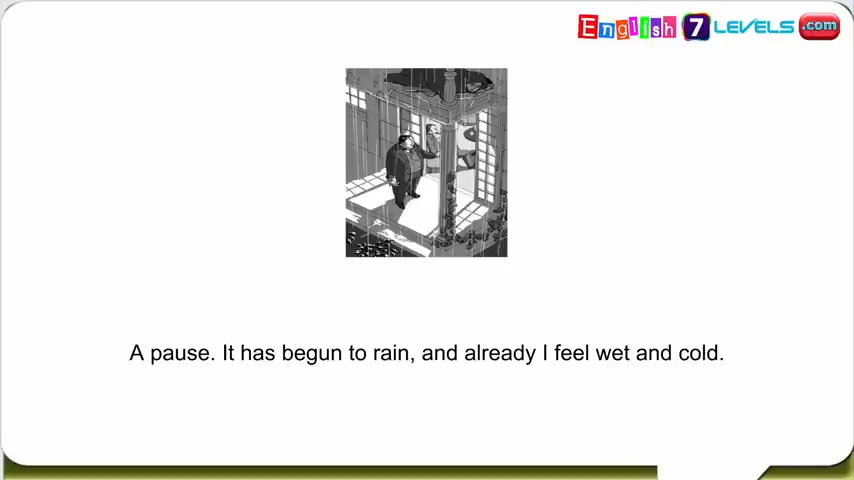 English 7 LEVELS .com
A pause. It has begun to rain, and already I feel wet and cold.